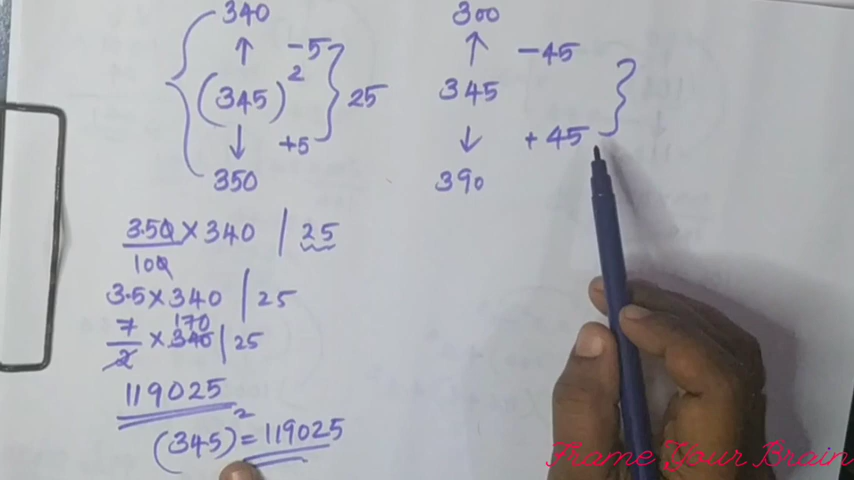 340
-5
(345)² 25
+5
350
350 × 340 | 25
100
3.5 × 340 | 25
170
7/2 × 340 | 25
119025
(345)² = 119025
300
-45
345
+45
390
Frame Your Brain